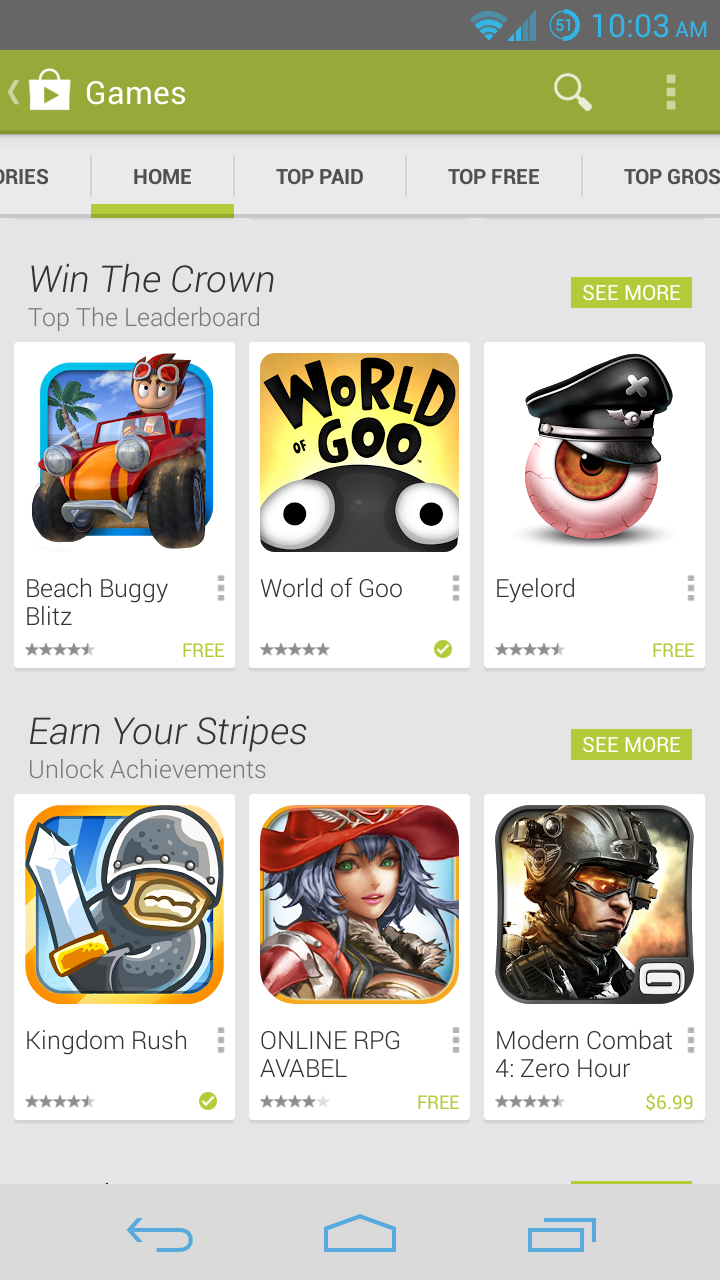 51 10:03 AM
Games
ORIES HOME TOP PAID TOP FREE TOP GROS
Win The Crown
SEE MORE
Top The Leaderboard
WORLD
OF GOO
Beach Buggy
Blitz
FREE
World of Goo
Eyelord
FREE
Earn Your Stripes
SEE MORE
Unlock Achievements
Kingdom Rush
ONLINE RPG
AVABEL
FREE
Modern Combat
4: Zero Hour
$6.99